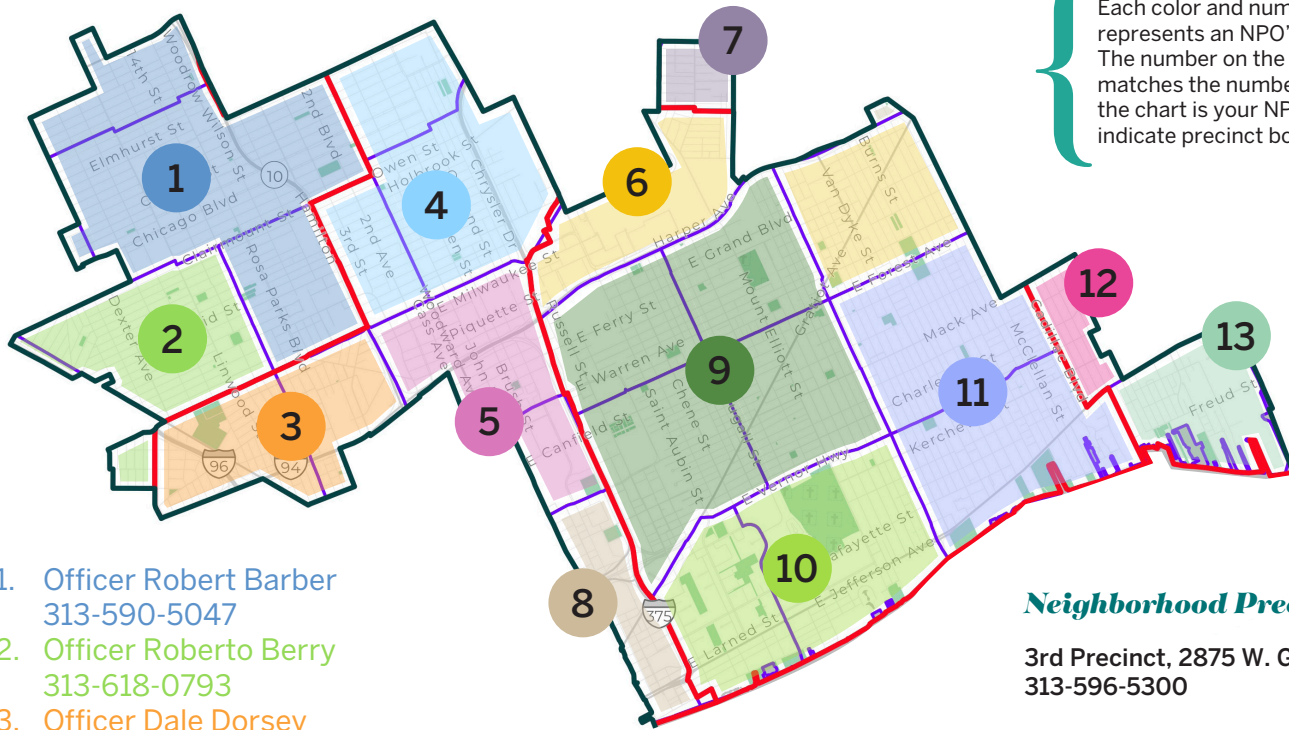 Each color and num
represents an NPO'
The number on the
matches the numbe
the chart is your NP
indicate precinct bo
1
2
3
4
5
6
7
8
9
10
11
12
13
14th St
Woodrow Wilson St
2nd Blvd
Elmhurst St
10
Chicago Blvd
Clairmount St
Hamilton
Rosa Parks Blvd
Dexter Ave
Linwood St
96
94
Owen St
Holbrook S
Chrysler Dr
2nd Ave
3rd St
E Milwaukee St
Piquette
Woodward Av
Cass Ave
John
Brush St
Canfield St
Russell St
Harper Ave
E Grand Blvd
E Ferry St
Warren Ave
Mount Elliott St
Chene St
Saint Aubin St
Burns St
Van Dyke St
E Forest Ave
Mack Ave
McClellan St
Charle
Kerche
Freud St
E Vernor Hwy
afayette St
E Jefferson Ave
E Larned St
375
1. Officer Robert Barber
313-590-5047
2. Officer Roberto Berry
313-618-0793
3. Officer Dale Dorsey
Neighborhood Pre
3rd Precinct, 2875 W. G
313-596-5300